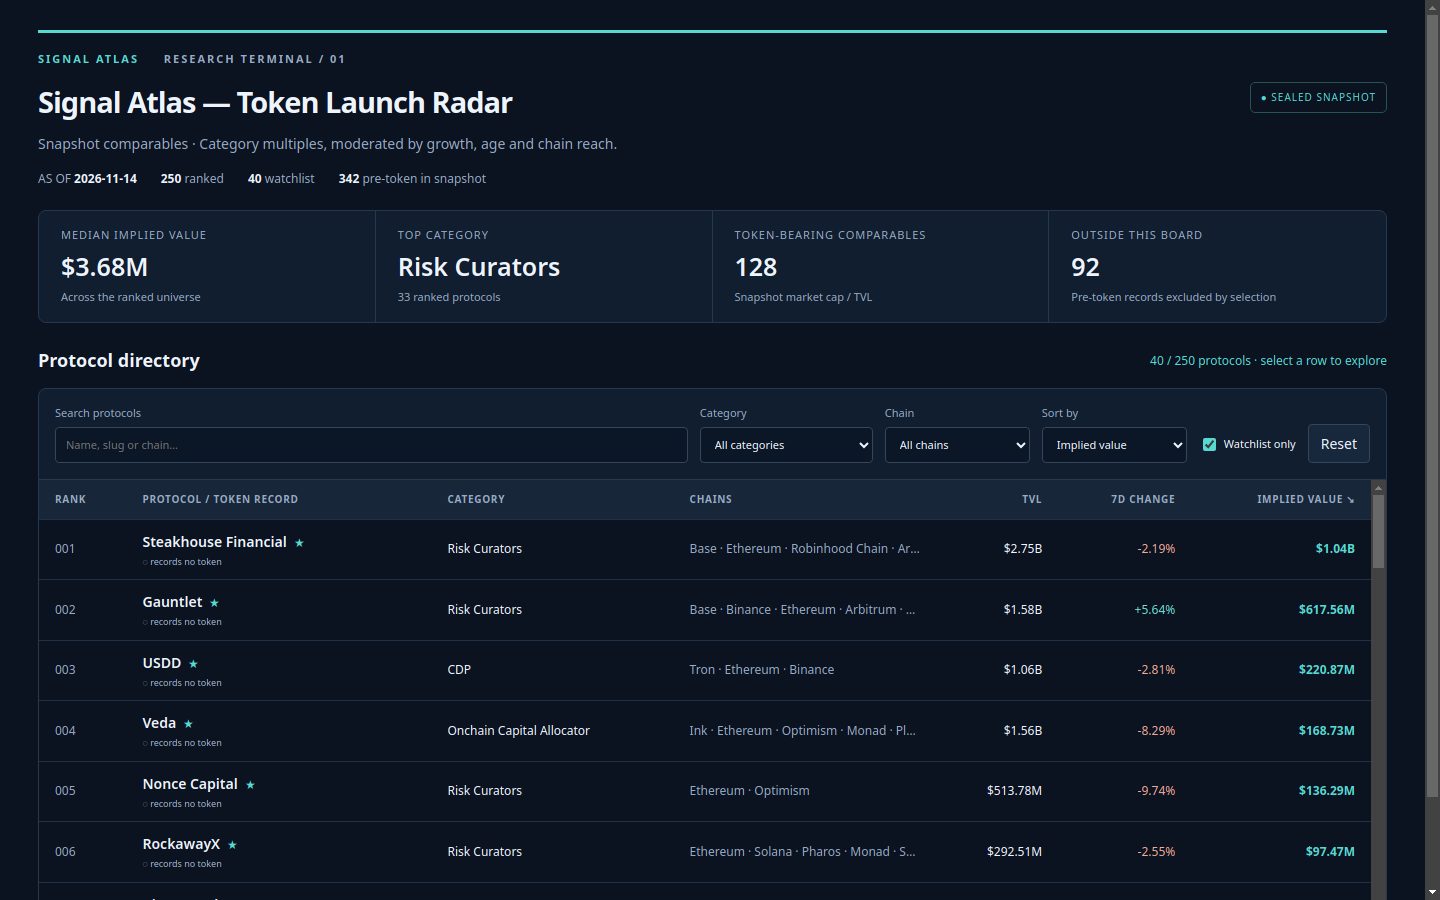 SIGNAL ATLAS RESEARCH TERMINAL / 01
Signal Atlas — Token Launch Radar
● SEALED SNAPSHOT
Snapshot comparables · Category multiples, moderated by growth, age and chain reach.
AS OF 2026-11-14 250 ranked 40 watchlist 342 pre-token in snapshot
MEDIAN IMPLIED VALUE
$3.68M
Across the ranked universe
TOP CATEGORY
Risk Curators
33 ranked protocols
TOKEN-BEARING COMPARABLES
128
Snapshot market cap / TVL
OUTSIDE THIS BOARD
92
Pre-token records excluded by selection
Protocol directory
40 / 250 protocols · select a row to explore
Search protocols Category Chain Sort by
Name, slug or chain... All categories All chains Implied value Watchlist only Reset
RANK PROTOCOL / TOKEN RECORD CATEGORY CHAINS TVL 7D CHANGE IMPLIED VALUE ↘
001 Steakhouse Financial ★ Risk Curators Base · Ethereum · Robinhood Chain · Ar... $2.75B -2.19% $1.04B
○ records no token
002 Gauntlet ★ Risk Curators Base · Binance · Ethereum · Arbitrum · ... $1.58B +5.64% $617.56M
○ records no token
003 USDD ★ CDP Tron · Ethereum · Binance $1.06B -2.81% $220.87M
○ records no token
004 Veda ★ Onchain Capital Allocator Ink · Ethereum · Optimism · Monad · Pl... $1.56B -8.29% $168.73M
○ records no token
005 Nonce Capital ★ Risk Curators Ethereum · Optimism $513.78M -9.74% $136.29M
○ records no token
006 RockawayX ★ Risk Curators Ethereum · Solana · Pharos · Monad · S... $292.51M -2.55% $97.47M
○ records no token